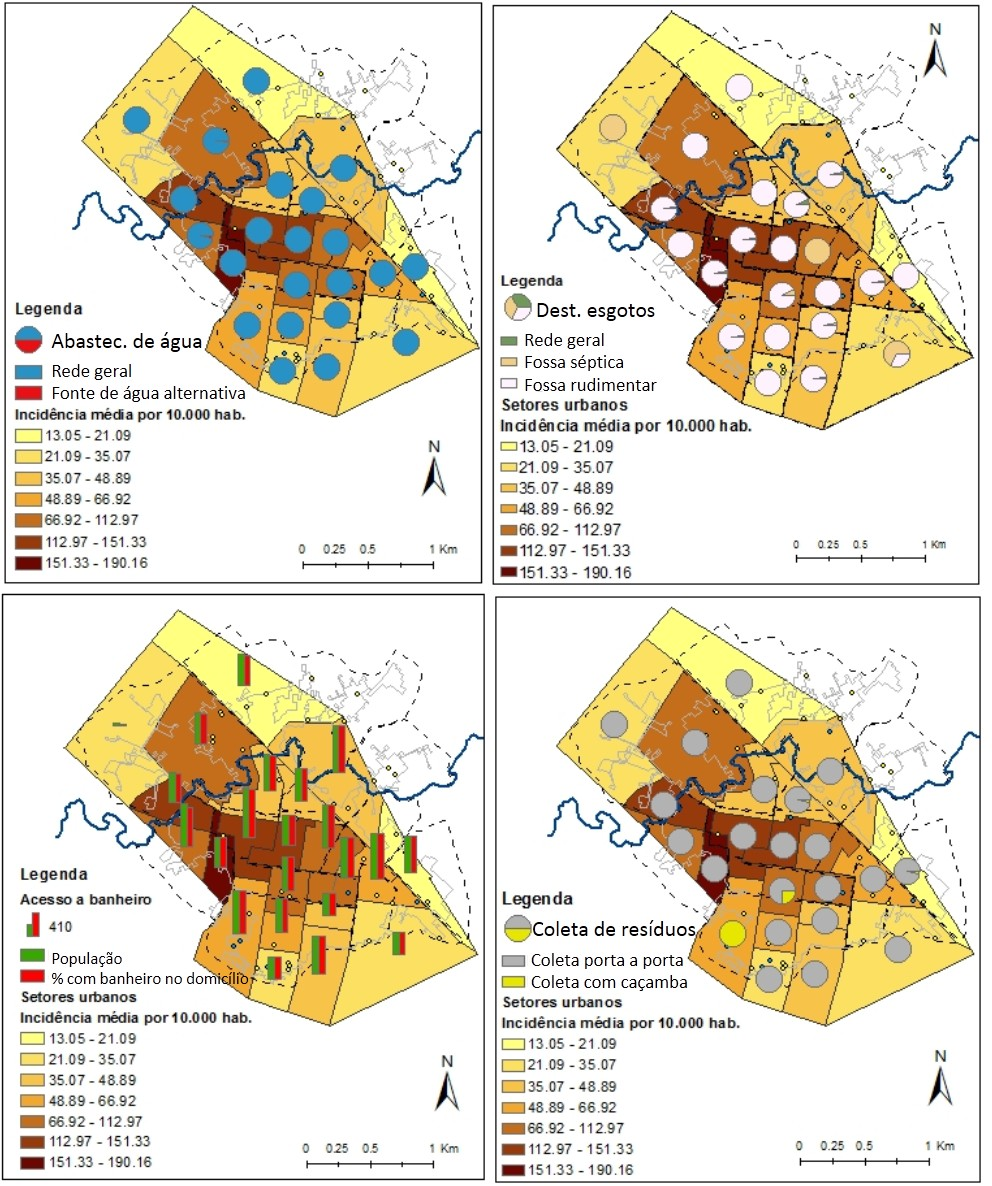 Legenda
Abastec. de água
Rede geral
Fonte de água alternativa
Incidência média por 10.000 hab.
13.05 - 21.09
21.09 - 35.07
35.07 - 48.89
48.89 - 66.92
66.92 - 112.97
112.97 - 151.33
151.33 - 190.16
N
0 0.25 0.5 1 Km
N
Legenda
Dest. esgotos
Rede geral
Fossa séptica
Fossa rudimentar
Setores urbanos
Incidência média por 10.000 hab.
13.05 - 21.09
21.09 - 35.07
35.07 - 48.89
48.89 - 66.92
66.92 - 112.97
112.97 - 151.33
151.33 - 190.16
0 0.25 0.5 1 Km
Legenda
Acesso a banheiro
410
População
% com banheiro no domicílio
Setores urbanos
Incidência média por 10.000 hab.
13.05 - 21.09
21.09 - 35.07
35.07 - 48.89
48.89 - 66.92
66.92 - 112.97
112.97 - 151.33
151.33 - 190.16
N
0 0.25 0.5 1 Km
Legenda
Coleta de resíduos
Coleta porta a porta
Coleta com caçamba
Setores urbanos
Incidência média por 10.000 hab.
13.05 - 21.09
21.09 - 35.07
35.07 - 48.89
48.89 - 66.92
66.92 - 112.97
112.97 - 151.33
151.33 - 190.16
N
0 0.25 0.5 1 Km